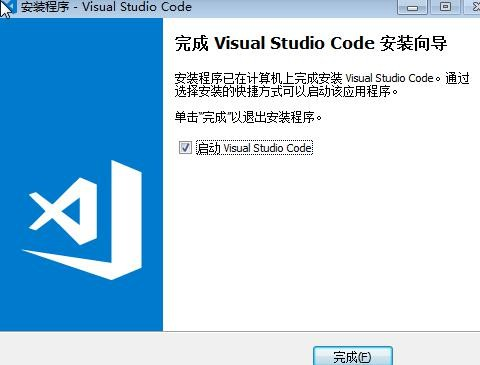 安装程序 - Visual Studio Code
完成 Visual Studio Code 安装向导
安装程序已在计算机上完成安装 Visual Studio Code。通过
选择安装的快捷方式可以启动该应用程序。
单击“完成”以退出安装程序。
启动 Visual Studio Code
完成(F)